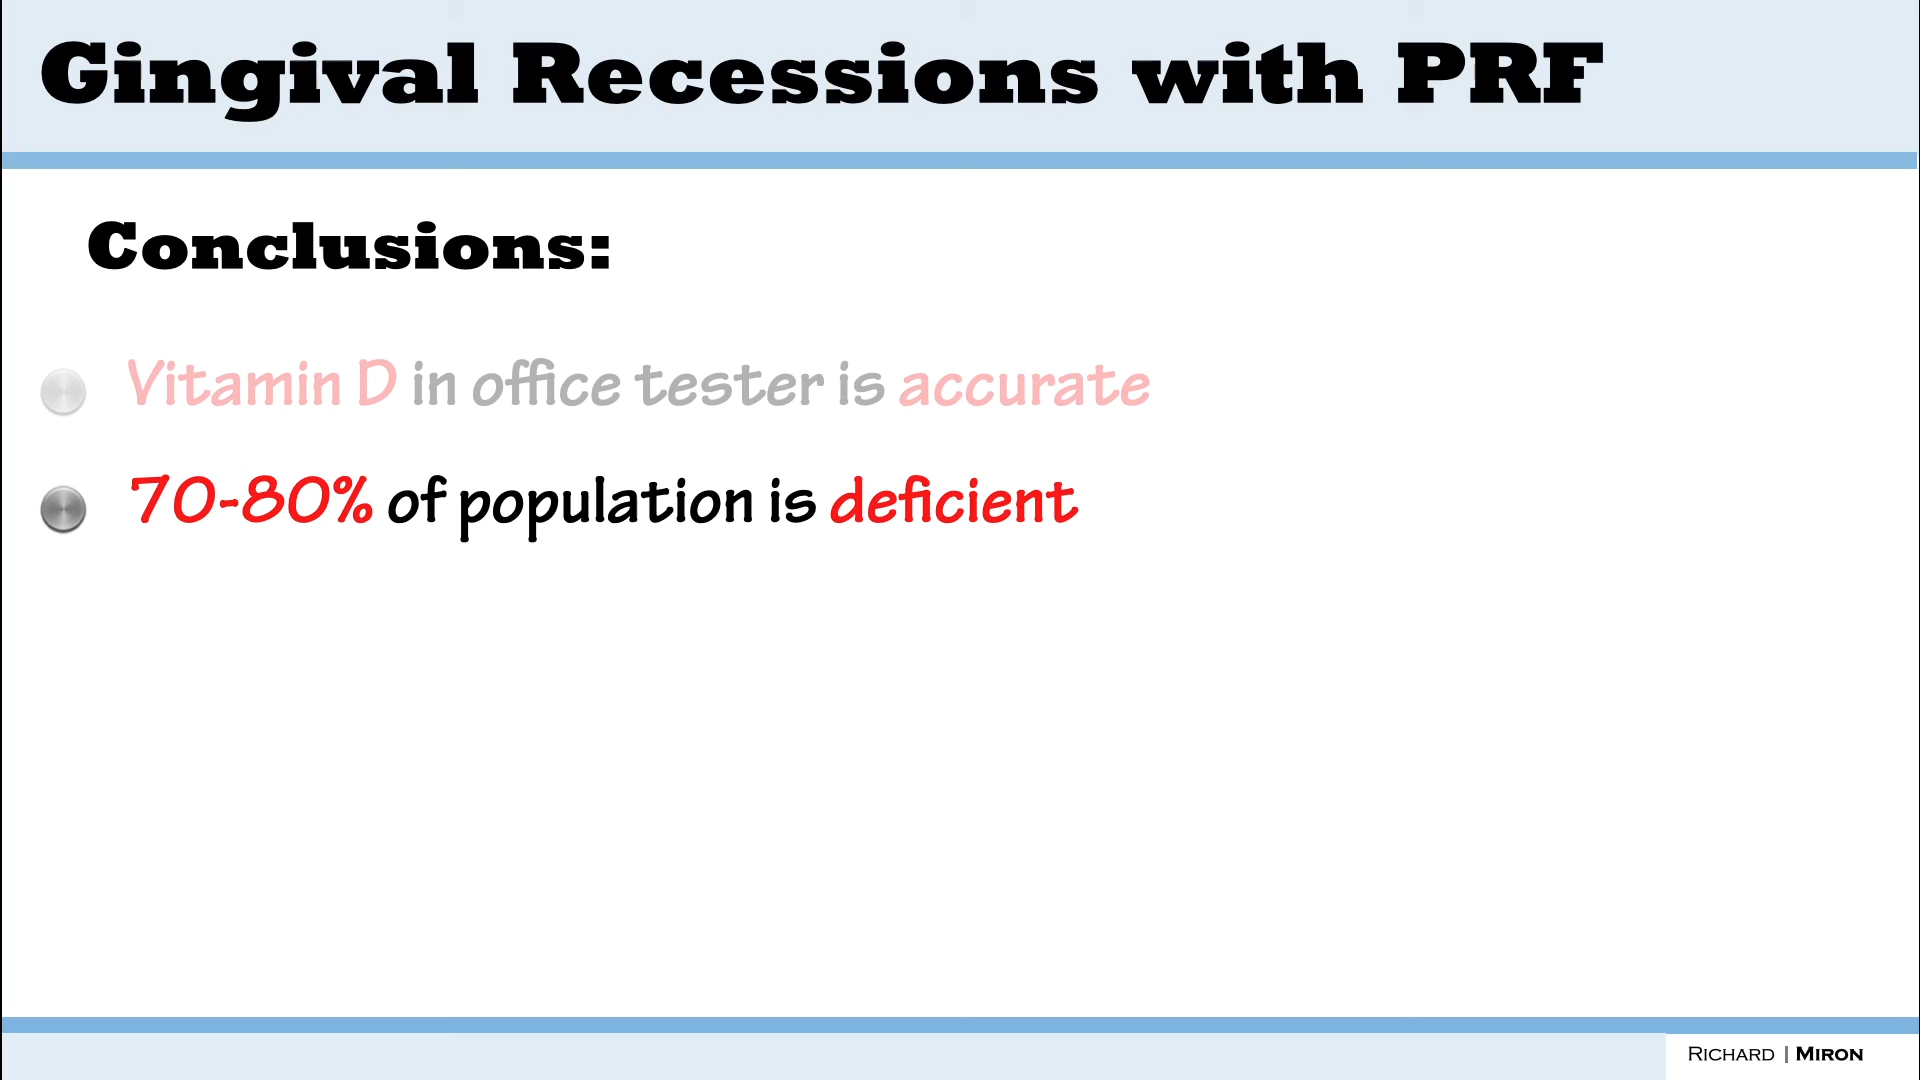 Gingival Recessions with PRF
Conclusions:
Vitamin D in office tester is accurate
70-80% of population is deficient
RICHARD | MIRON